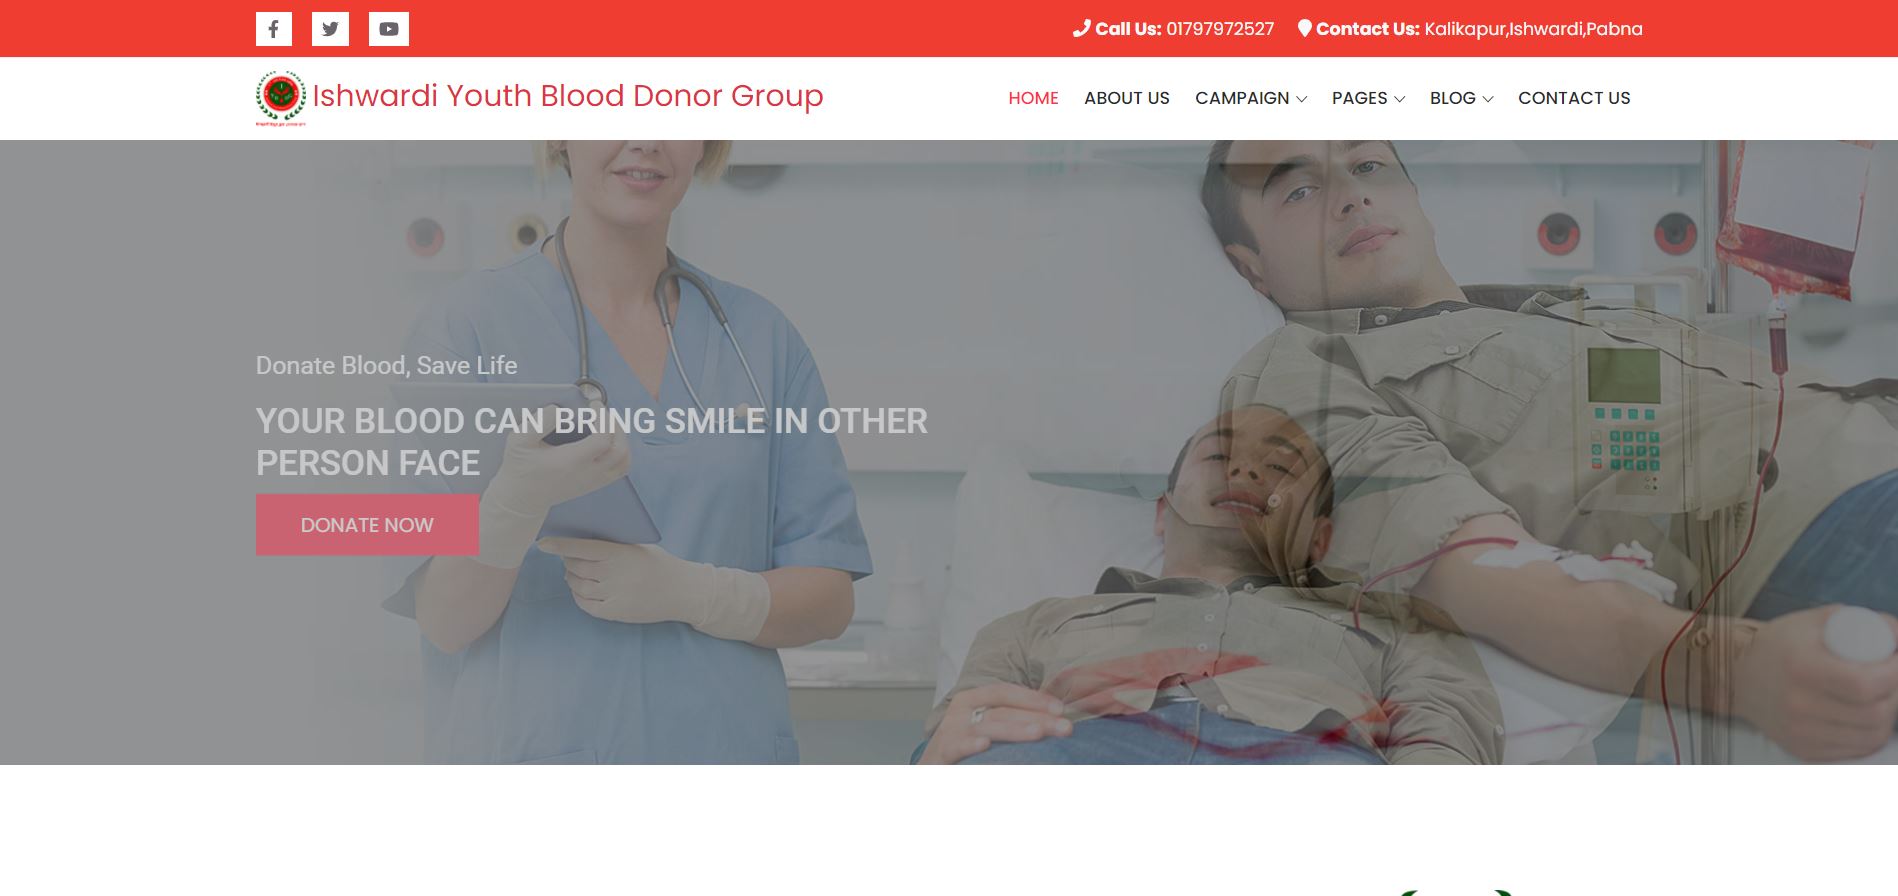 Call Us: 01797972527
Contact Us: Kalikapur,Ishwardi,Pabna
Ishwardi Youth Blood Donor Group
HOME ABOUT US CAMPAIGN PAGES BLOG CONTACT US
Donate Blood, Save Life
YOUR BLOOD CAN BRING SMILE IN OTHER
PERSON FACE
DONATE NOW